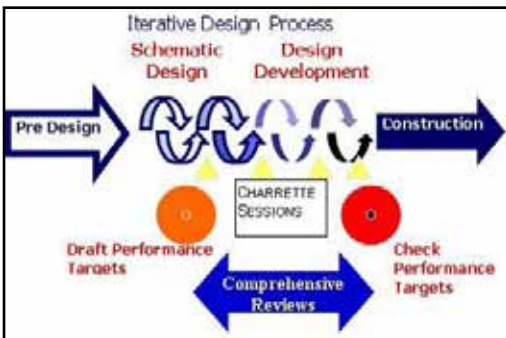 Iterative Design Process
Schematic
Design
Design
Development
Pre Design
Construction
CHARRETTE
SESSIONS
Draft Performance
Targets
Check
Performance
Targets
Comprehensive
Reviews